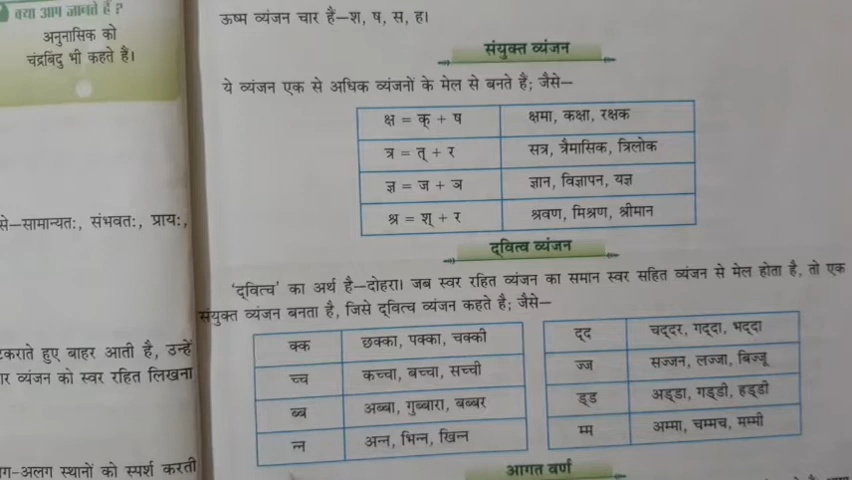 क्या आप जानते हैं ?
अनुनासिक को
चंद्रबिंदु भी कहते हैं।
से—सामान्यत:, संभवत:, प्राय:,
टकराते हुए बाहर आती है, उन्हें
व्यंजन को स्वर रहित लिखना
ग-अलग स्थानों को स्पर्श करती
ऊष्म व्यंजन चार हैं—श, ष, स, ह।
संयुक्त व्यंजन
ये व्यंजन एक से अधिक व्यंजनों के मेल से बनते हैं; जैसे—
क्ष = क् + ष क्षमा, कक्षा, रक्षक
त्र = त् + र सत्र, त्रैमासिक, त्रिलोक
ज्ञ = ज + ञ ज्ञान, विज्ञापन, यज्ञ
श्र = श् + र श्रवण, मिश्रण, श्रीमान
द्‌वित्व व्यंजन
'द्‌वित्व' का अर्थ है—दोहरा। जब स्वर रहित व्यंजन का समान स्वर सहित व्यंजन से मेल होता है, तो एक
संयुक्त व्यंजन बनता है, जिसे द्‌वित्व व्यंजन कहते है; जैसे—
क्क छक्का, पक्का, चक्की
च्च कच्चा, बच्चा, सच्ची
ब्ब अब्बा, गुब्बारा, बब्बर
न्न अन्न, भिन्न, खिन्न
द्‌द चद्‌दर, गद्‌दा, भद्‌दा
ज्ज सज्जन, लज्जा, बिज्जू
ड्‌ड अड्‌डा, गड्‌डी, हड्‌डी
म्म अम्मा, चम्मच, मम्मी
आगत वर्ण